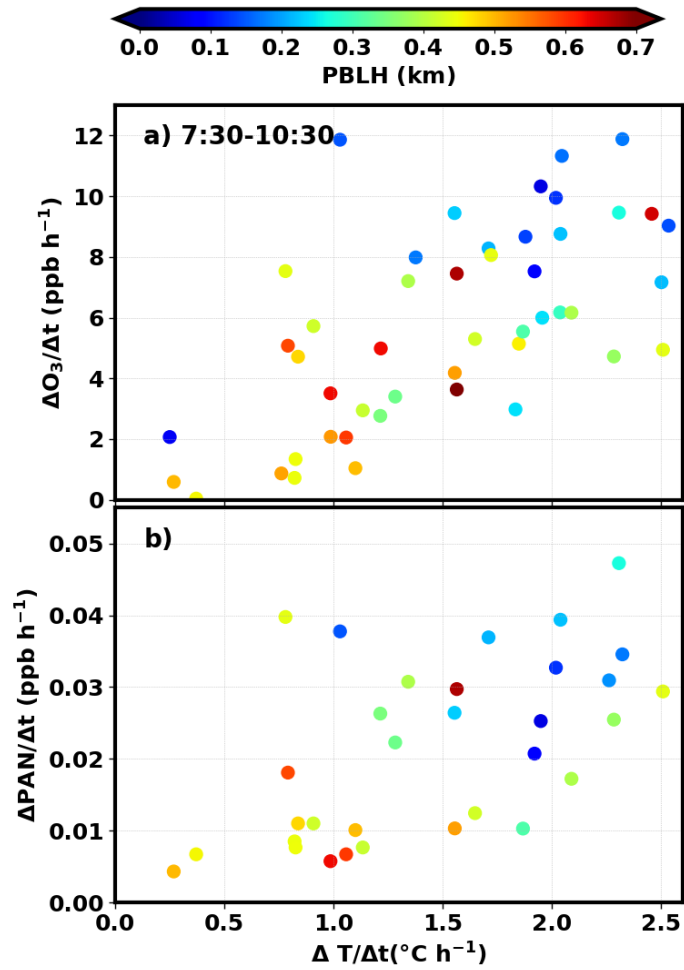 0.0 0.1 0.2 0.3 0.4 0.5 0.6 0.7
PBLH (km)
a) 7:30-10:30
12
10
8
6
4
2
0
ΔO₃/Δt (ppb h⁻¹)
b)
0.05
0.04
0.03
0.02
0.01
0.00
ΔPAN/Δt (ppb h⁻¹)
0.0 0.5 1.0 1.5 2.0 2.5
Δ T/Δt(°C h⁻¹)